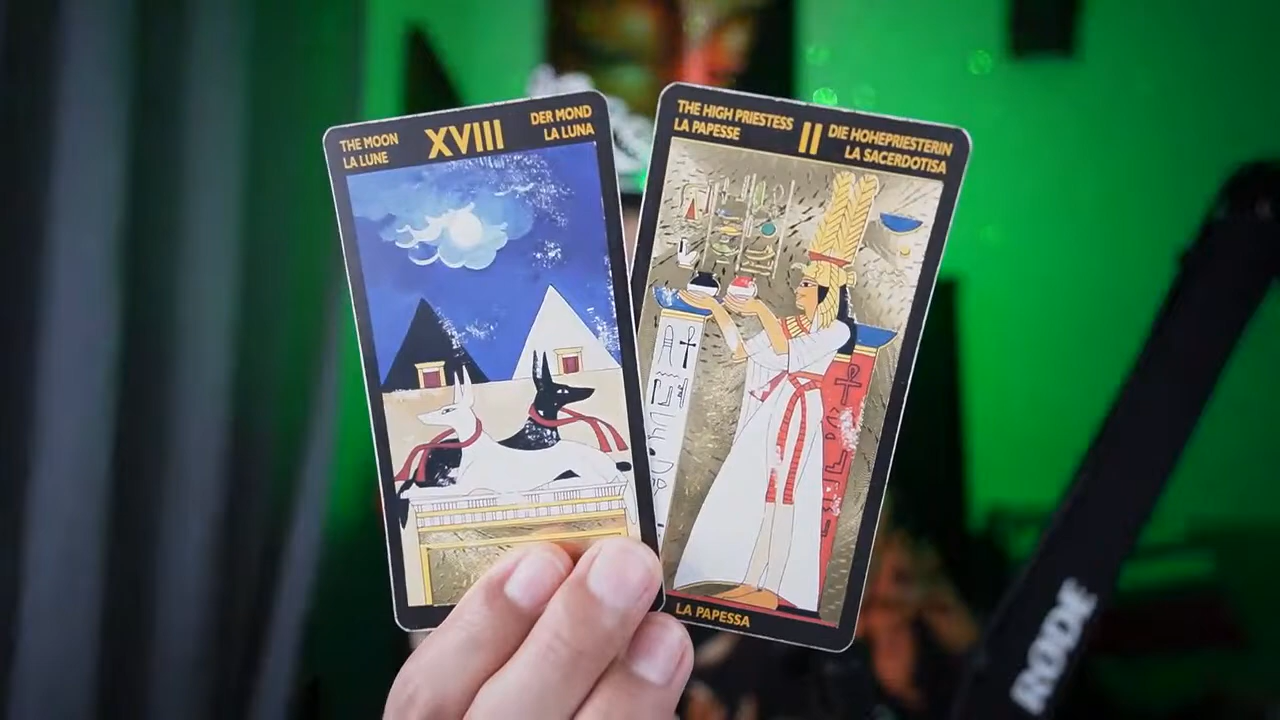 THE MOON
LA LUNE
XVIII
DER MOND
LA LUNA
THE HIGH PRIESTESS
LA PAPESSE
II
DIE HOHEPRIESTERIN
LA SACERDOTISA
LA PAPESSA
RODE